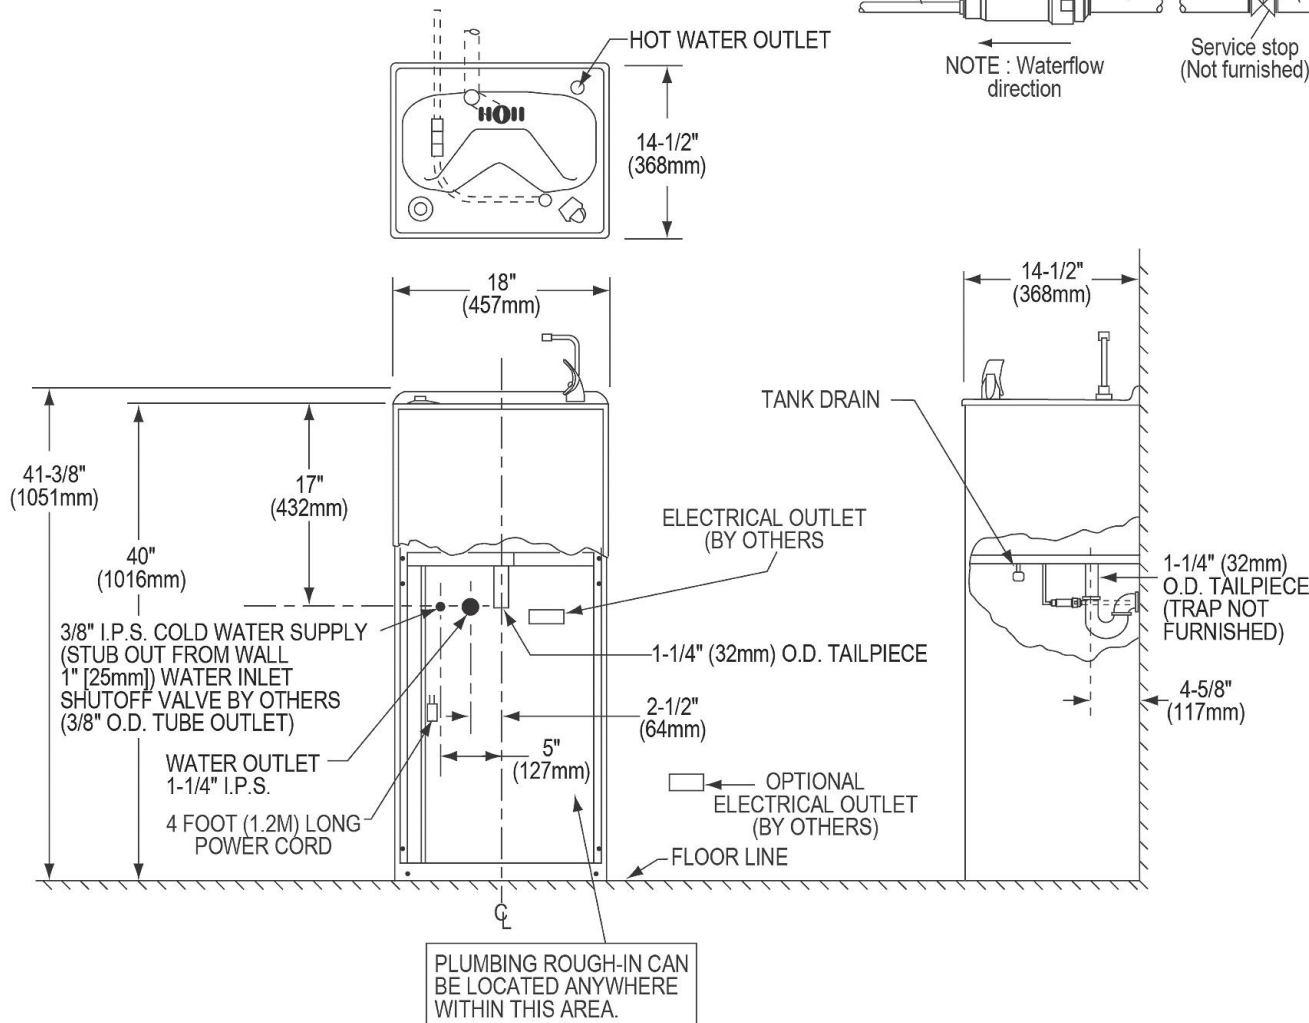 HOT WATER OUTLET
NOTE : Waterflow
direction
Service stop
(Not furnished)
14-1/2"
(368mm)
18"
(457mm)
14-1/2"
(368mm)
TANK DRAIN
41-3/8"
(1051mm)
40"
(1016mm)
17"
(432mm)
ELECTRICAL OUTLET
(BY OTHERS
1-1/4" (32mm)
O.D. TAILPIECE
(TRAP NOT
FURNISHED)
3/8" I.P.S. COLD WATER SUPPLY
(STUB OUT FROM WALL
1" [25mm]) WATER INLET
SHUTOFF VALVE BY OTHERS
(3/8" O.D. TUBE OUTLET)
1-1/4" (32mm) O.D. TAILPIECE
2-1/2"
(64mm)
4-5/8"
(117mm)
WATER OUTLET
1-1/4" I.P.S.
5"
(127mm)
OPTIONAL
ELECTRICAL OUTLET
(BY OTHERS)
4 FOOT (1.2M) LONG
POWER CORD
FLOOR LINE
CL
PLUMBING ROUGH-IN CAN
BE LOCATED ANYWHERE
WITHIN THIS AREA.